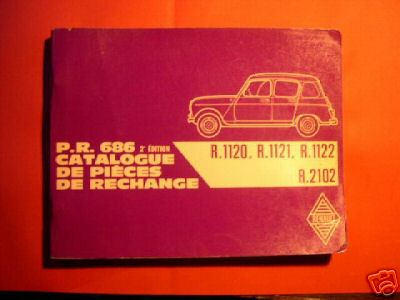 P.R. 686 2e ÉDITION
CATALOGUE
DE PIÈCES
DE RECHANGE
R.1120, R.1121, R.1122
R.2102
RENAULT